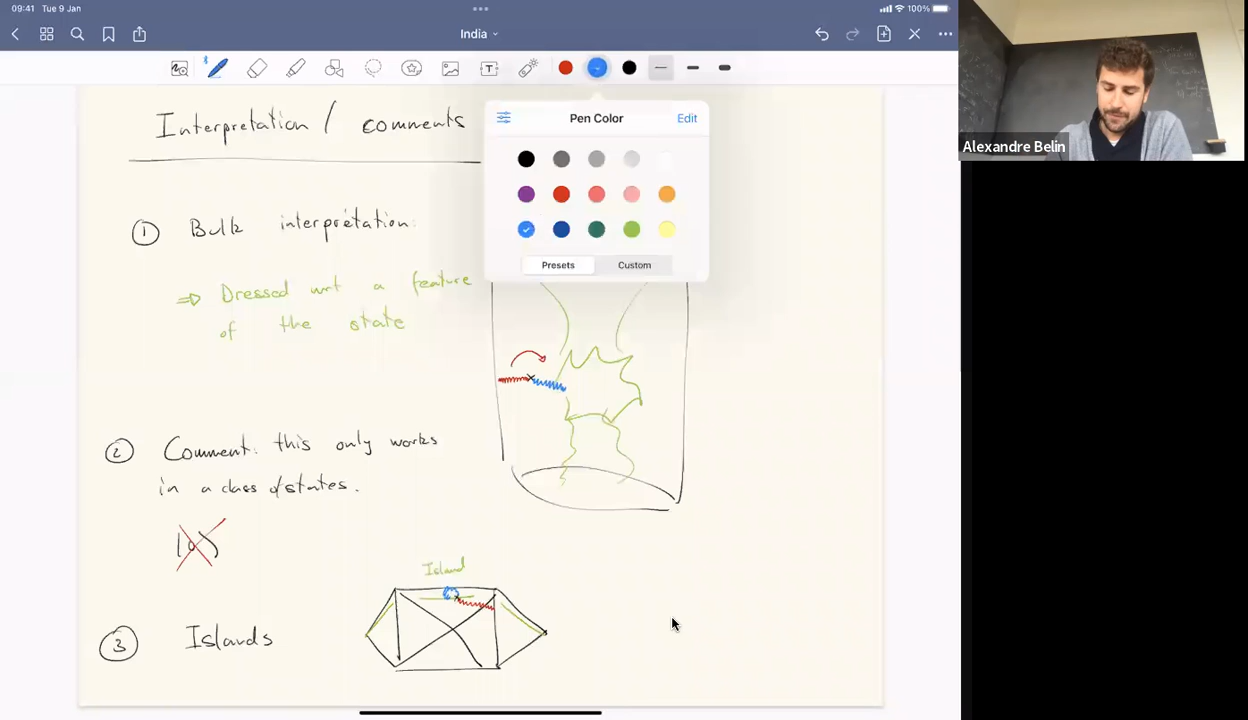 09:41 Tue 9 Jan
100%
India
Pen Color
Edit
Presets
Custom
Interpretation / comments
① Bulk interpretation:
⇒ Dressed wrt a feature
of the state
② Comment: this only works
in a class of states.
|0⟩
Island
③ Islands
Alexandre Belin